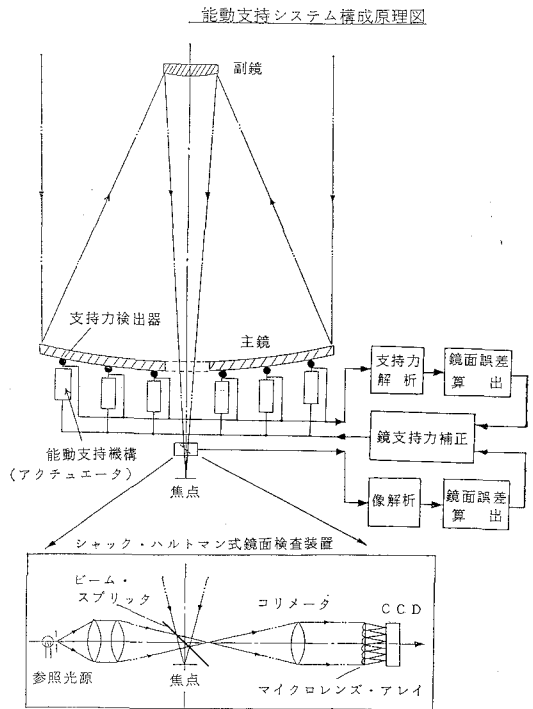 能動支持システム構成原理図
副鏡
支持力検出器
主鏡
支持力
解析
鏡面誤差
算出
鏡支持力補正
能動支持機構
(アクチュエータ)
焦点
像解析
鏡面誤差
算出
シャック・ハルトマン式鏡面検査装置
ビーム・
スプリッタ
コリメータ
CCD
参照光源
焦点
マイクロレンズ・アレイ